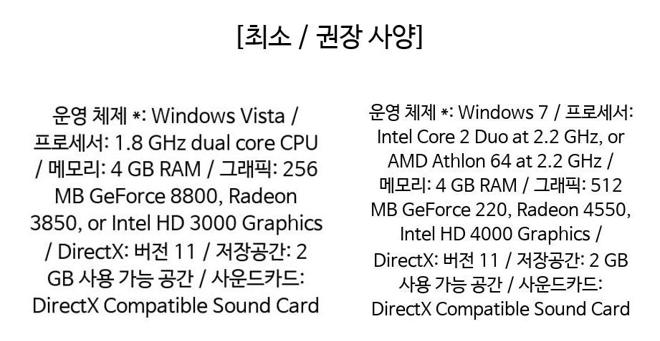 [최소 / 권장 사양]
운영 체제 *: Windows Vista /
프로세서: 1.8 GHz dual core CPU
/ 메모리: 4 GB RAM / 그래픽: 256
MB GeForce 8800, Radeon
3850, or Intel HD 3000 Graphics
/ DirectX: 버전 11 / 저장공간: 2
GB 사용 가능 공간 / 사운드카드:
DirectX Compatible Sound Card
운영 체제 *: Windows 7 / 프로세서:
Intel Core 2 Duo at 2.2 GHz, or
AMD Athlon 64 at 2.2 GHz /
메모리: 4 GB RAM / 그래픽: 512
MB GeForce 220, Radeon 4550,
Intel HD 4000 Graphics /
DirectX: 버전 11 / 저장공간: 2 GB
사용 가능 공간 / 사운드카드:
DirectX Compatible Sound Card